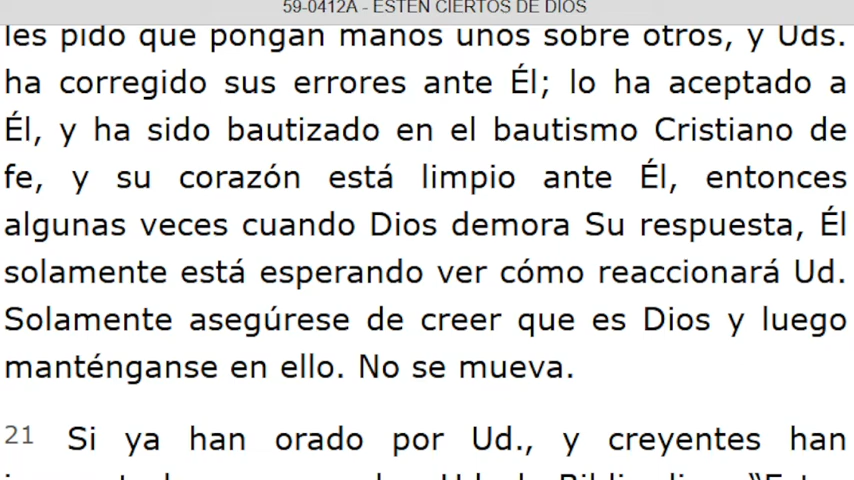 59-0412A - ESTÉN CIERTOS DE DIOS
les pido que pongan manos unos sobre otros, y Uds.
ha corregido sus errores ante Él; lo ha aceptado a
Él, y ha sido bautizado en el bautismo Cristiano de
fe, y su corazón está limpio ante Él, entonces
algunas veces cuando Dios demora Su respuesta, Él
solamente está esperando ver cómo reaccionará Ud.
Solamente asegúrese de creer que es Dios y luego
manténganse en ello. No se mueva.
21 Si ya han orado por Ud., y creyentes han